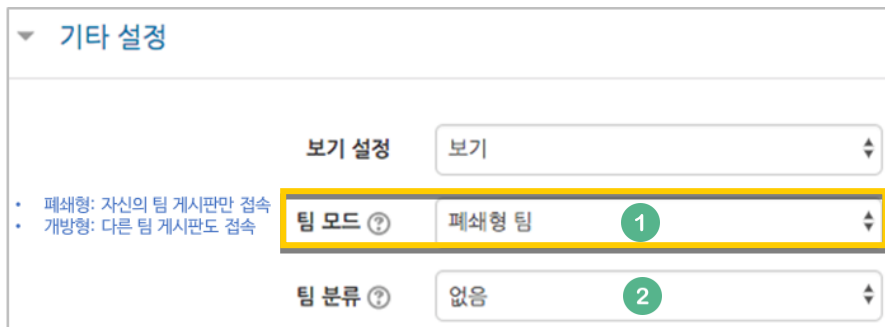 기타 설정
보기 설정 보기
• 폐쇄형: 자신의 팀 게시판만 접속
• 개방형: 다른 팀 게시판도 접속
팀 모드 ? 폐쇄형 팀 1
팀 분류 ? 없음 2